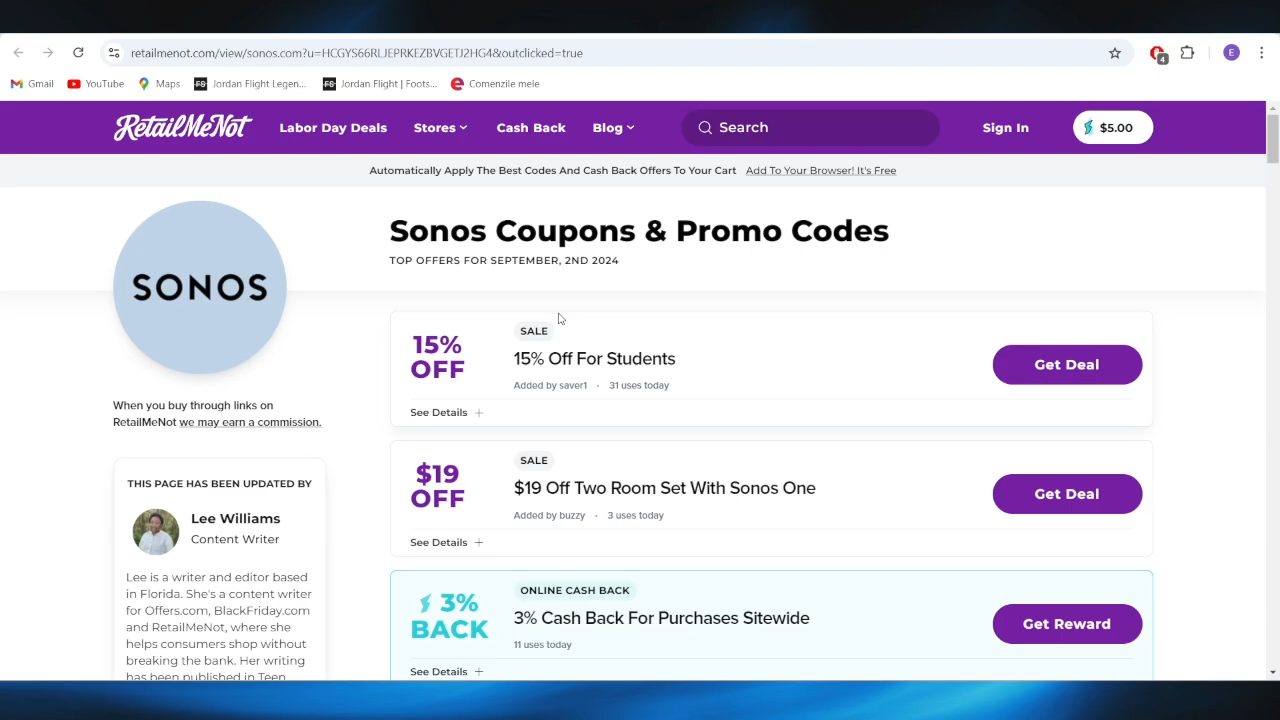 retailmenot.com/view/sonos.com?u=HCGYS66RLJEPRKEZBVGETJ2HG4&outclicked=true
4
E
Gmail
YouTube
Maps
Jordan Flight Legen...
Jordan Flight | Foots...
Comenzile mele
RetailMeNot
Labor Day Deals
Stores
Cash Back
Blog
Search
Sign In
$5.00
Automatically Apply The Best Codes And Cash Back Offers To Your Cart Add To Your Browser! It's Free
SONOS
Sonos Coupons & Promo Codes
TOP OFFERS FOR SEPTEMBER, 2ND 2024
When you buy through links on
RetailMeNot we may earn a commission.
THIS PAGE HAS BEEN UPDATED BY
Lee Williams
Content Writer
Lee is a writer and editor based
in Florida. She's a content writer
for Offers.com, BlackFriday.com
and RetailMeNot, where she
helps consumers shop without
breaking the bank. Her writing
has been published in Teen
15%
OFF
SALE
15% Off For Students
Added by saver1 · 31 uses today
Get Deal
See Details +
$19
OFF
SALE
$19 Off Two Room Set With Sonos One
Added by buzzy · 3 uses today
Get Deal
See Details +
3%
BACK
ONLINE CASH BACK
3% Cash Back For Purchases Sitewide
11 uses today
Get Reward
See Details +